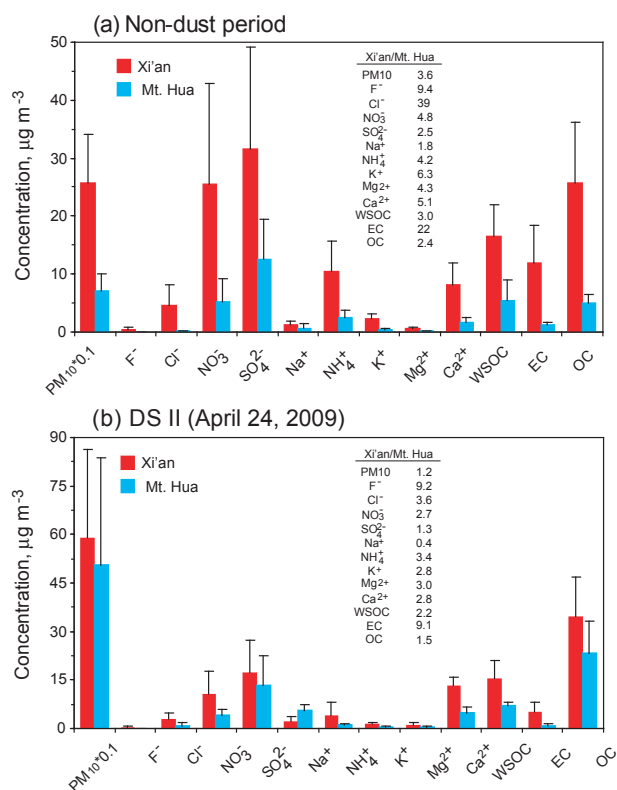 (a) Non-dust period
Concentration, µg m⁻³
50
40
30
20
10
0
Xi'an
Mt. Hua
Xi'an/Mt. Hua
PM10 3.6
F⁻ 9.4
Cl⁻ 39
NO₃⁻ 4.8
SO₄²⁻ 2.5
Na⁺ 1.8
NH₄⁺ 4.2
K⁺ 6.3
Mg²⁺ 4.3
Ca²⁺ 5.1
WSOC 3.0
EC 22
OC 2.4
PM₁₀*0.1 F⁻ Cl⁻ NO₃⁻ SO₄²⁻ Na⁺ NH₄⁺ K⁺ Mg²⁺ Ca²⁺ WSOC EC OC
(b) DS II (April 24, 2009)
Concentration, µg m⁻³
90
75
60
45
30
15
0
Xi'an
Mt. Hua
Xi'an/Mt. Hua
PM10 1.2
F⁻ 9.2
Cl⁻ 3.6
NO₃⁻ 2.7
SO₄²⁻ 1.3
Na⁺ 0.4
NH₄⁺ 3.4
K⁺ 2.8
Mg²⁺ 3.0
Ca²⁺ 2.8
WSOC 2.2
EC 9.1
OC 1.5
PM₁₀*0.1 F⁻ Cl⁻ NO₃⁻ SO₄²⁻ Na⁺ NH₄⁺ K⁺ Mg²⁺ Ca²⁺ WSOC EC OC